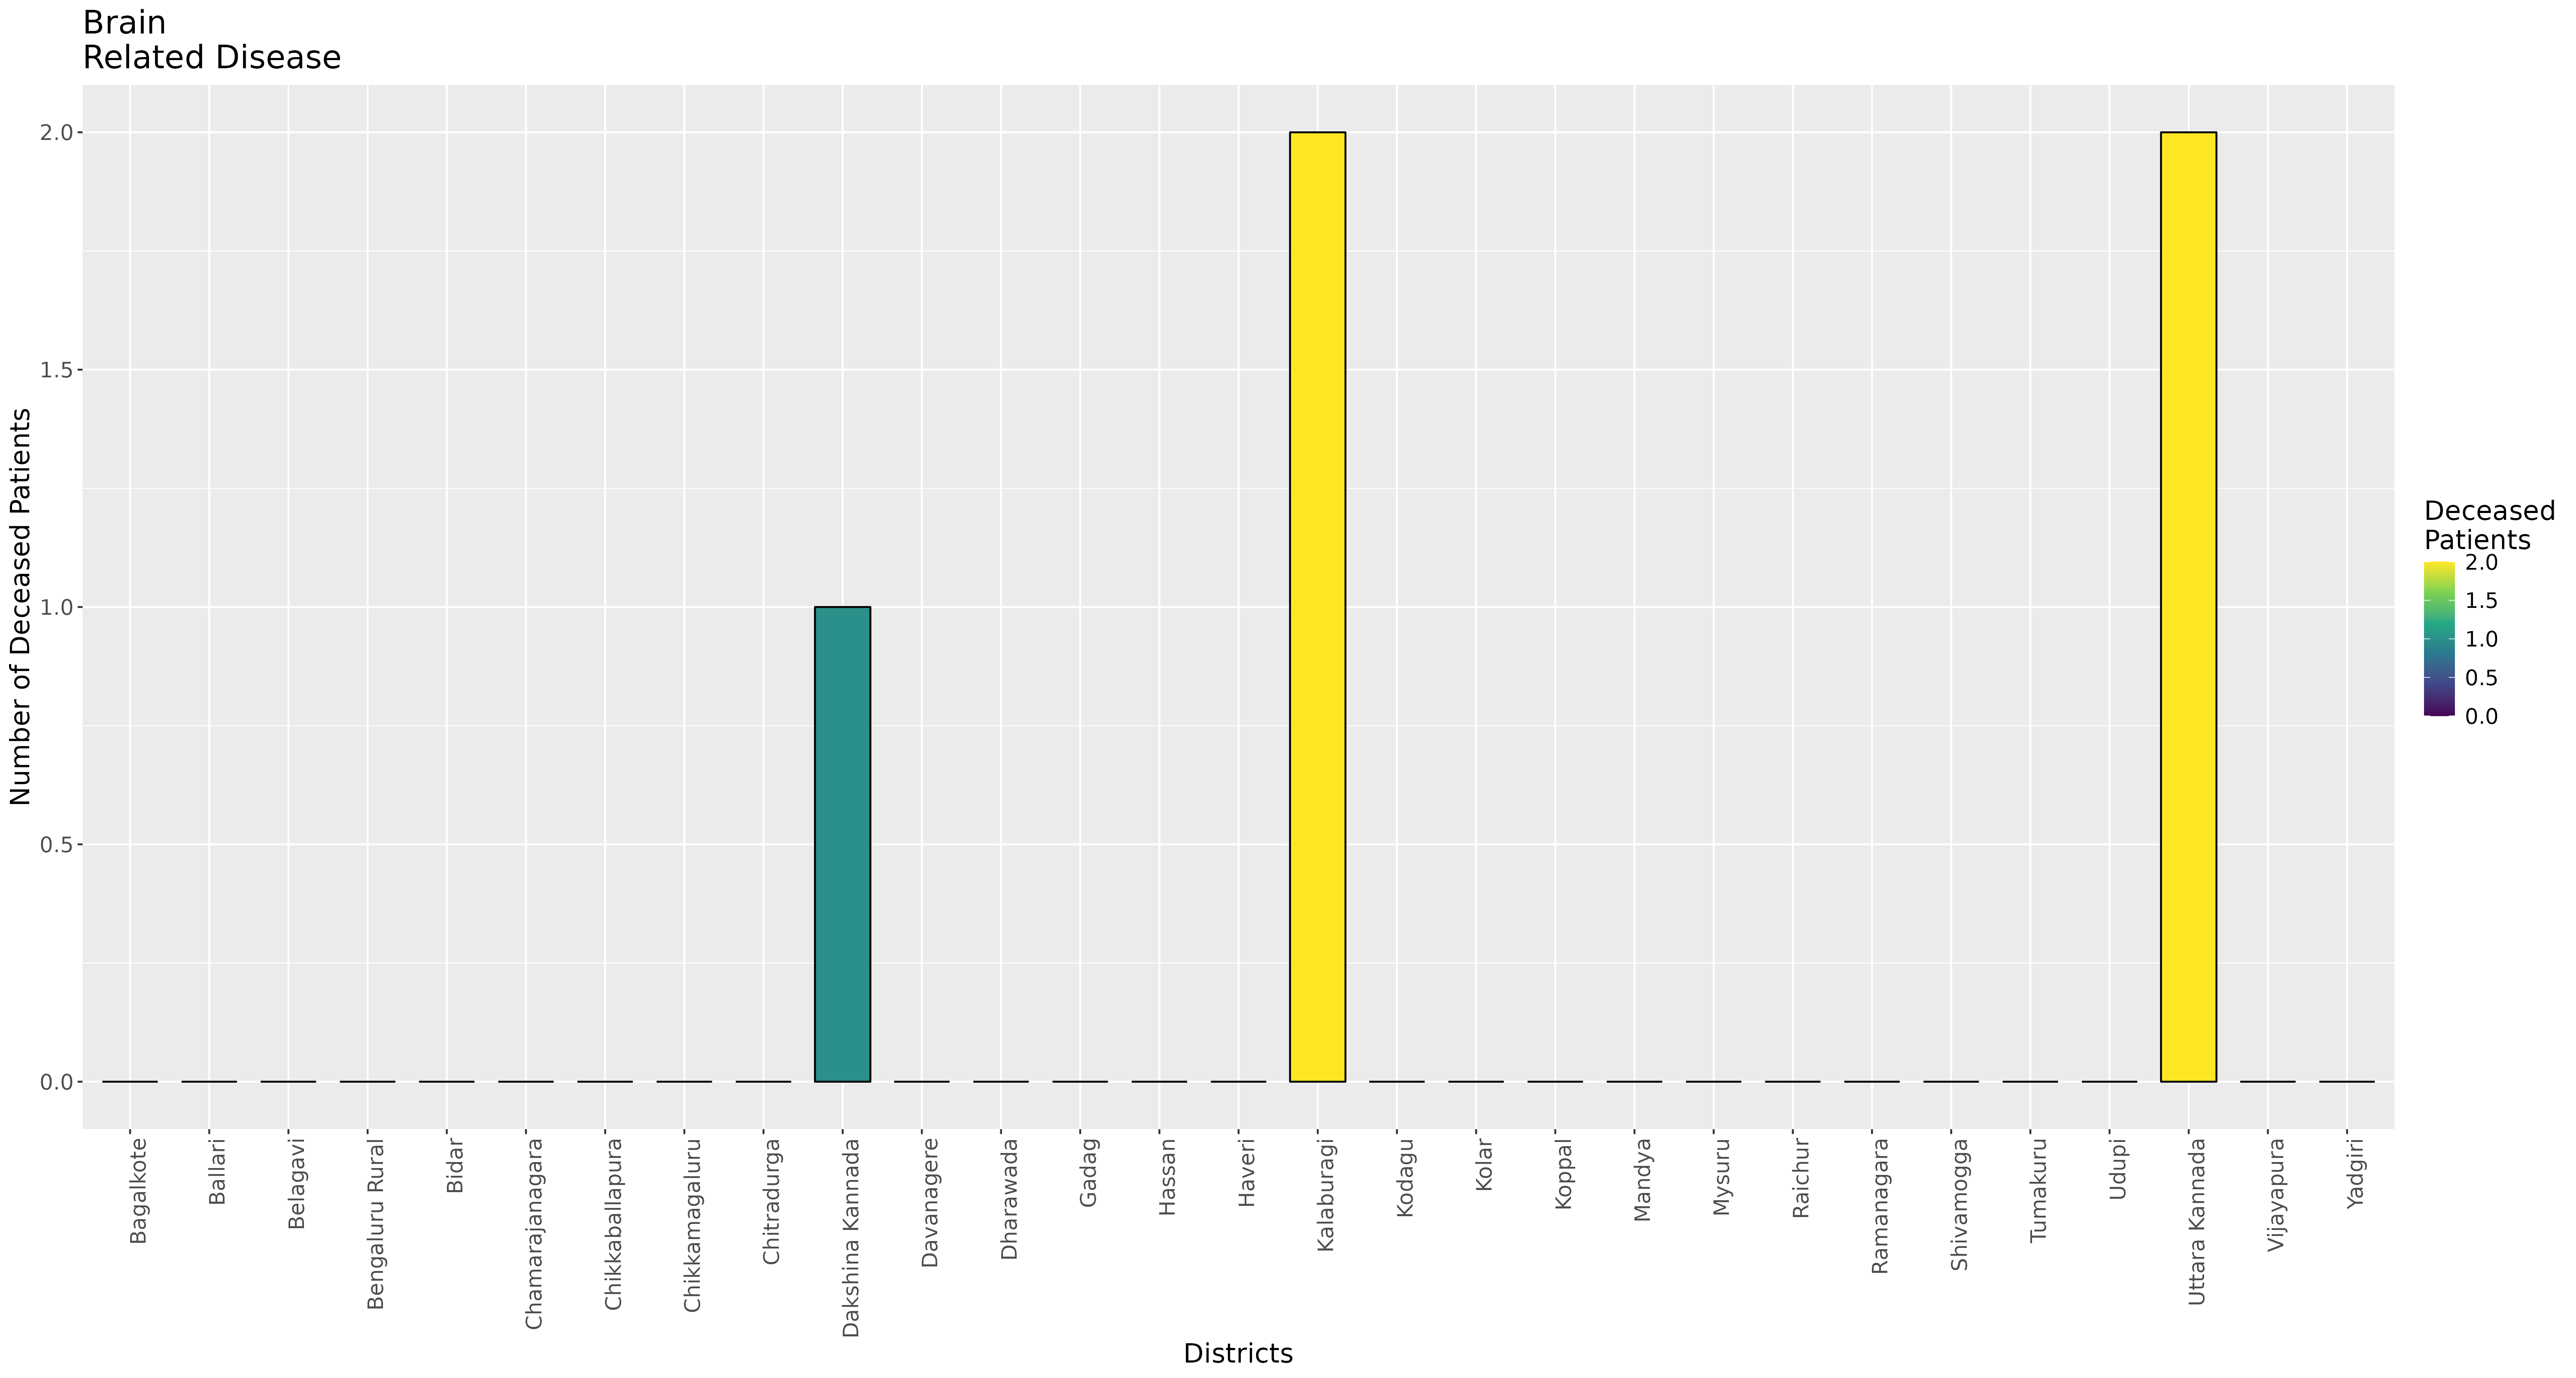 Brain
Related Disease
Number of Deceased Patients
2.0
1.5
1.0
0.5
0.0
Bagalkote
Ballari
Belagavi
Bengaluru Rural
Bidar
Chamarajanagara
Chikkaballapura
Chikkamagaluru
Chitradurga
Dakshina Kannada
Davanagere
Dharawada
Gadag
Hassan
Haveri
Kalaburagi
Kodagu
Kolar
Koppal
Mandya
Mysuru
Raichur
Ramanagara
Shivamogga
Tumakuru
Udupi
Uttara Kannada
Vijayapura
Yadgiri
Districts
Deceased
Patients
2.0
1.5
1.0
0.5
0.0